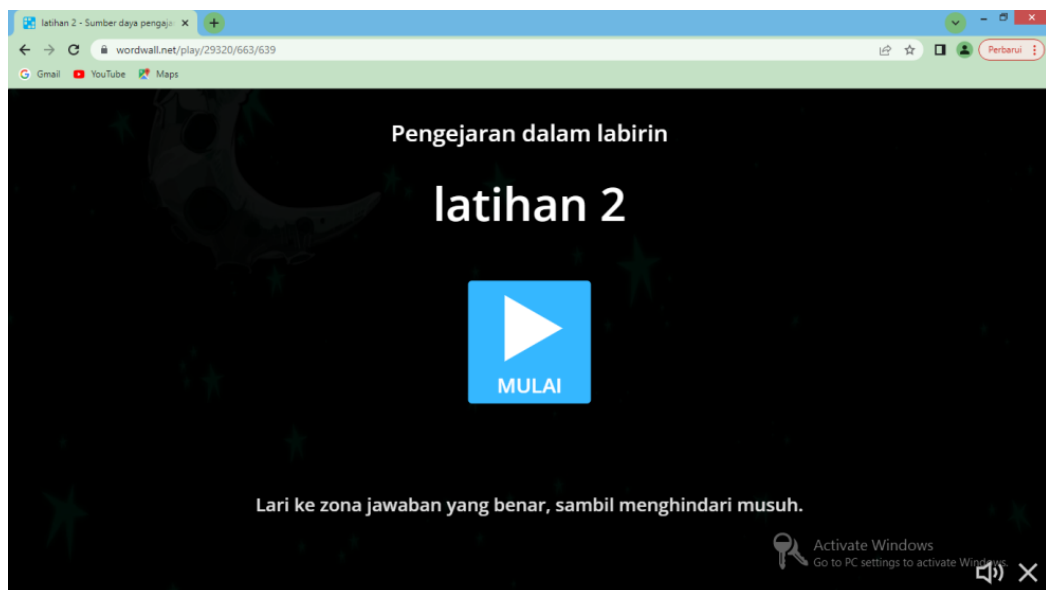 latihan 2 - Sumber daya pengaja
wordwall.net/play/29320/663/639
Perbarui
Gmail YouTube Maps
Pengejaran dalam labirin
latihan 2
MULAI
Lari ke zona jawaban yang benar, sambil menghindari musuh.
Activate Windows
Go to PC settings to activate Windows.